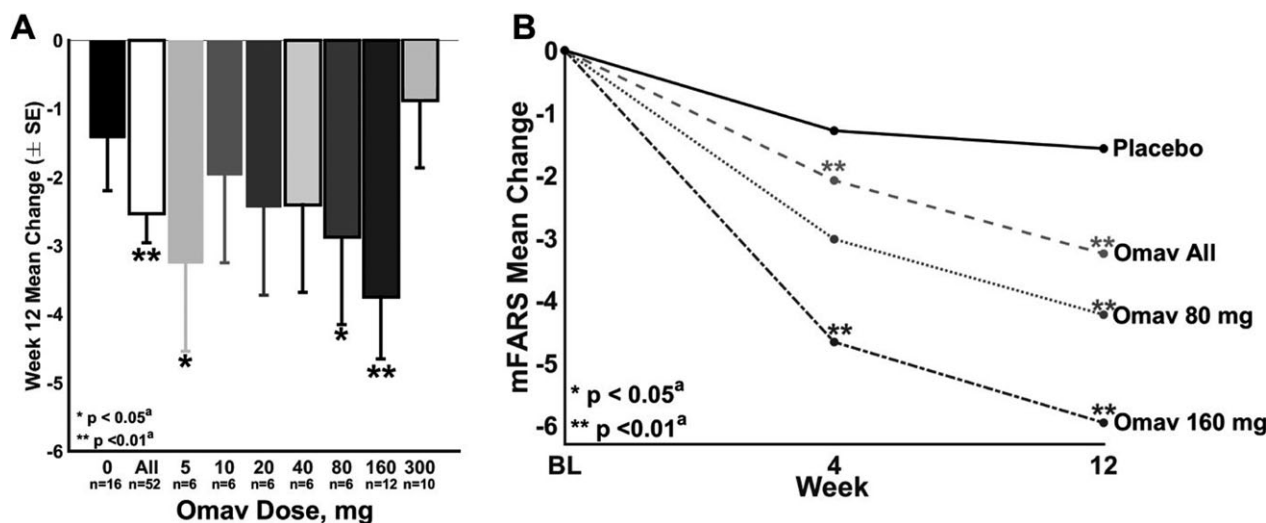 A
Week 12 Mean Change (± SE)
0
-1
-2
-3
-4
-5
-6
**
*
*
**
* p < 0.05a
** p <0.01a
0 All 5 10 20 40 80 160 300
n=16 n=52 n=6 n=6 n=6 n=6 n=6 n=12 n=10
Omav Dose, mg
B
mFARS Mean Change
0
-1
-2
-3
-4
-5
-6
**
**
**
**
**
Placebo
Omav All
Omav 80 mg
Omav 160 mg
* p < 0.05a
** p <0.01a
BL 4 12
Week